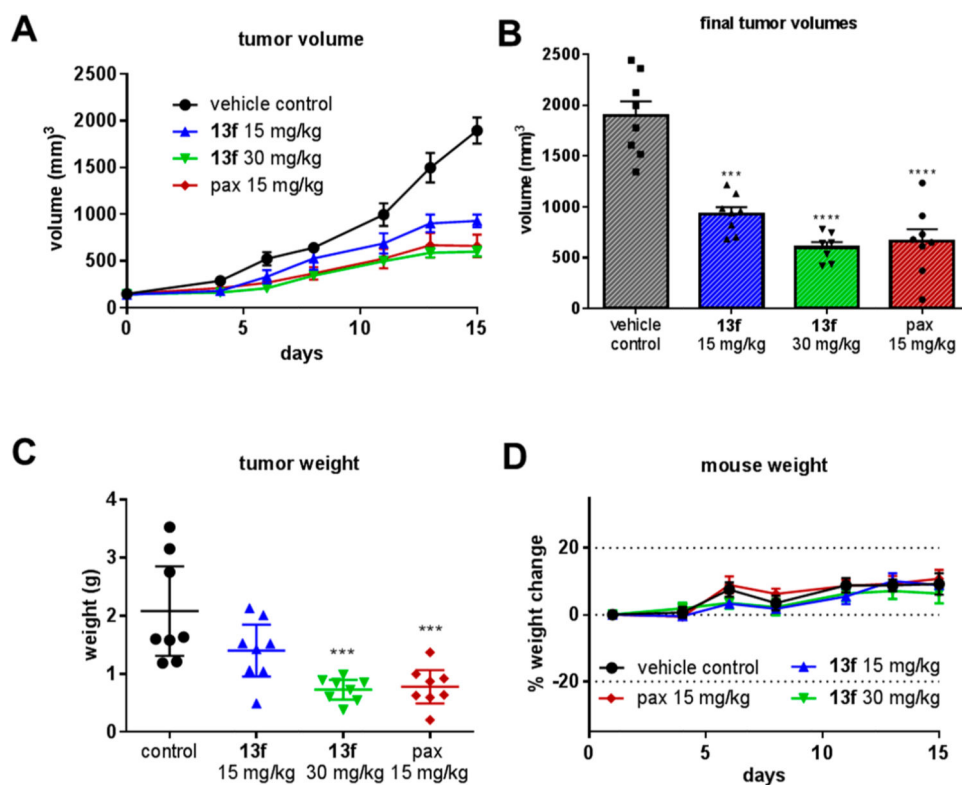 A
tumor volume
2500
2000
1500
1000
500
0
volume (mm)³
vehicle control
13f 15 mg/kg
13f 30 mg/kg
pax 15 mg/kg
0 5 10 15
days
B
final tumor volumes
2500
2000
1500
1000
500
0
volume (mm)³
***
****
****
vehicle control
13f 15 mg/kg
13f 30 mg/kg
pax 15 mg/kg
C
tumor weight
4
3
2
1
0
weight (g)
***
***
control
13f 15 mg/kg
13f 30 mg/kg
pax 15 mg/kg
D
mouse weight
20
0
-20
% weight change
vehicle control
13f 15 mg/kg
pax 15 mg/kg
13f 30 mg/kg
0 5 10 15
days